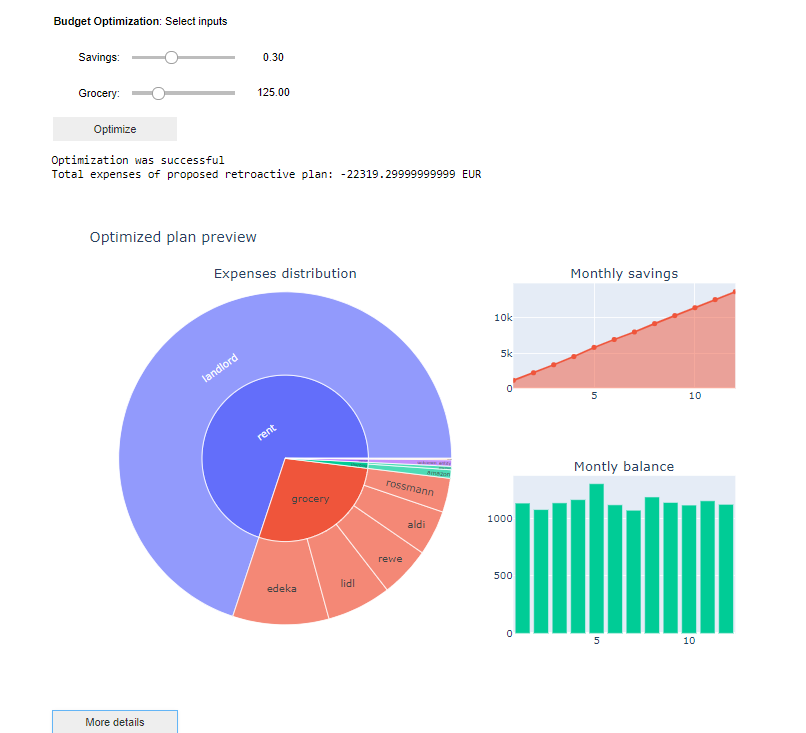 Budget Optimization: Select inputs
Savings: 0.30
Grocery: 125.00
Optimize
Optimization was successful
Total expenses of proposed retroactive plan: -22319.29999999999 EUR
Optimized plan preview
Expenses distribution
landlord
rent
grocery
amazon
rossmann
aldi
rewe
lidl
edeka
Monthly savings
10k
5k
0
5 10
Montly balance
1000
500
0
5 10
More details